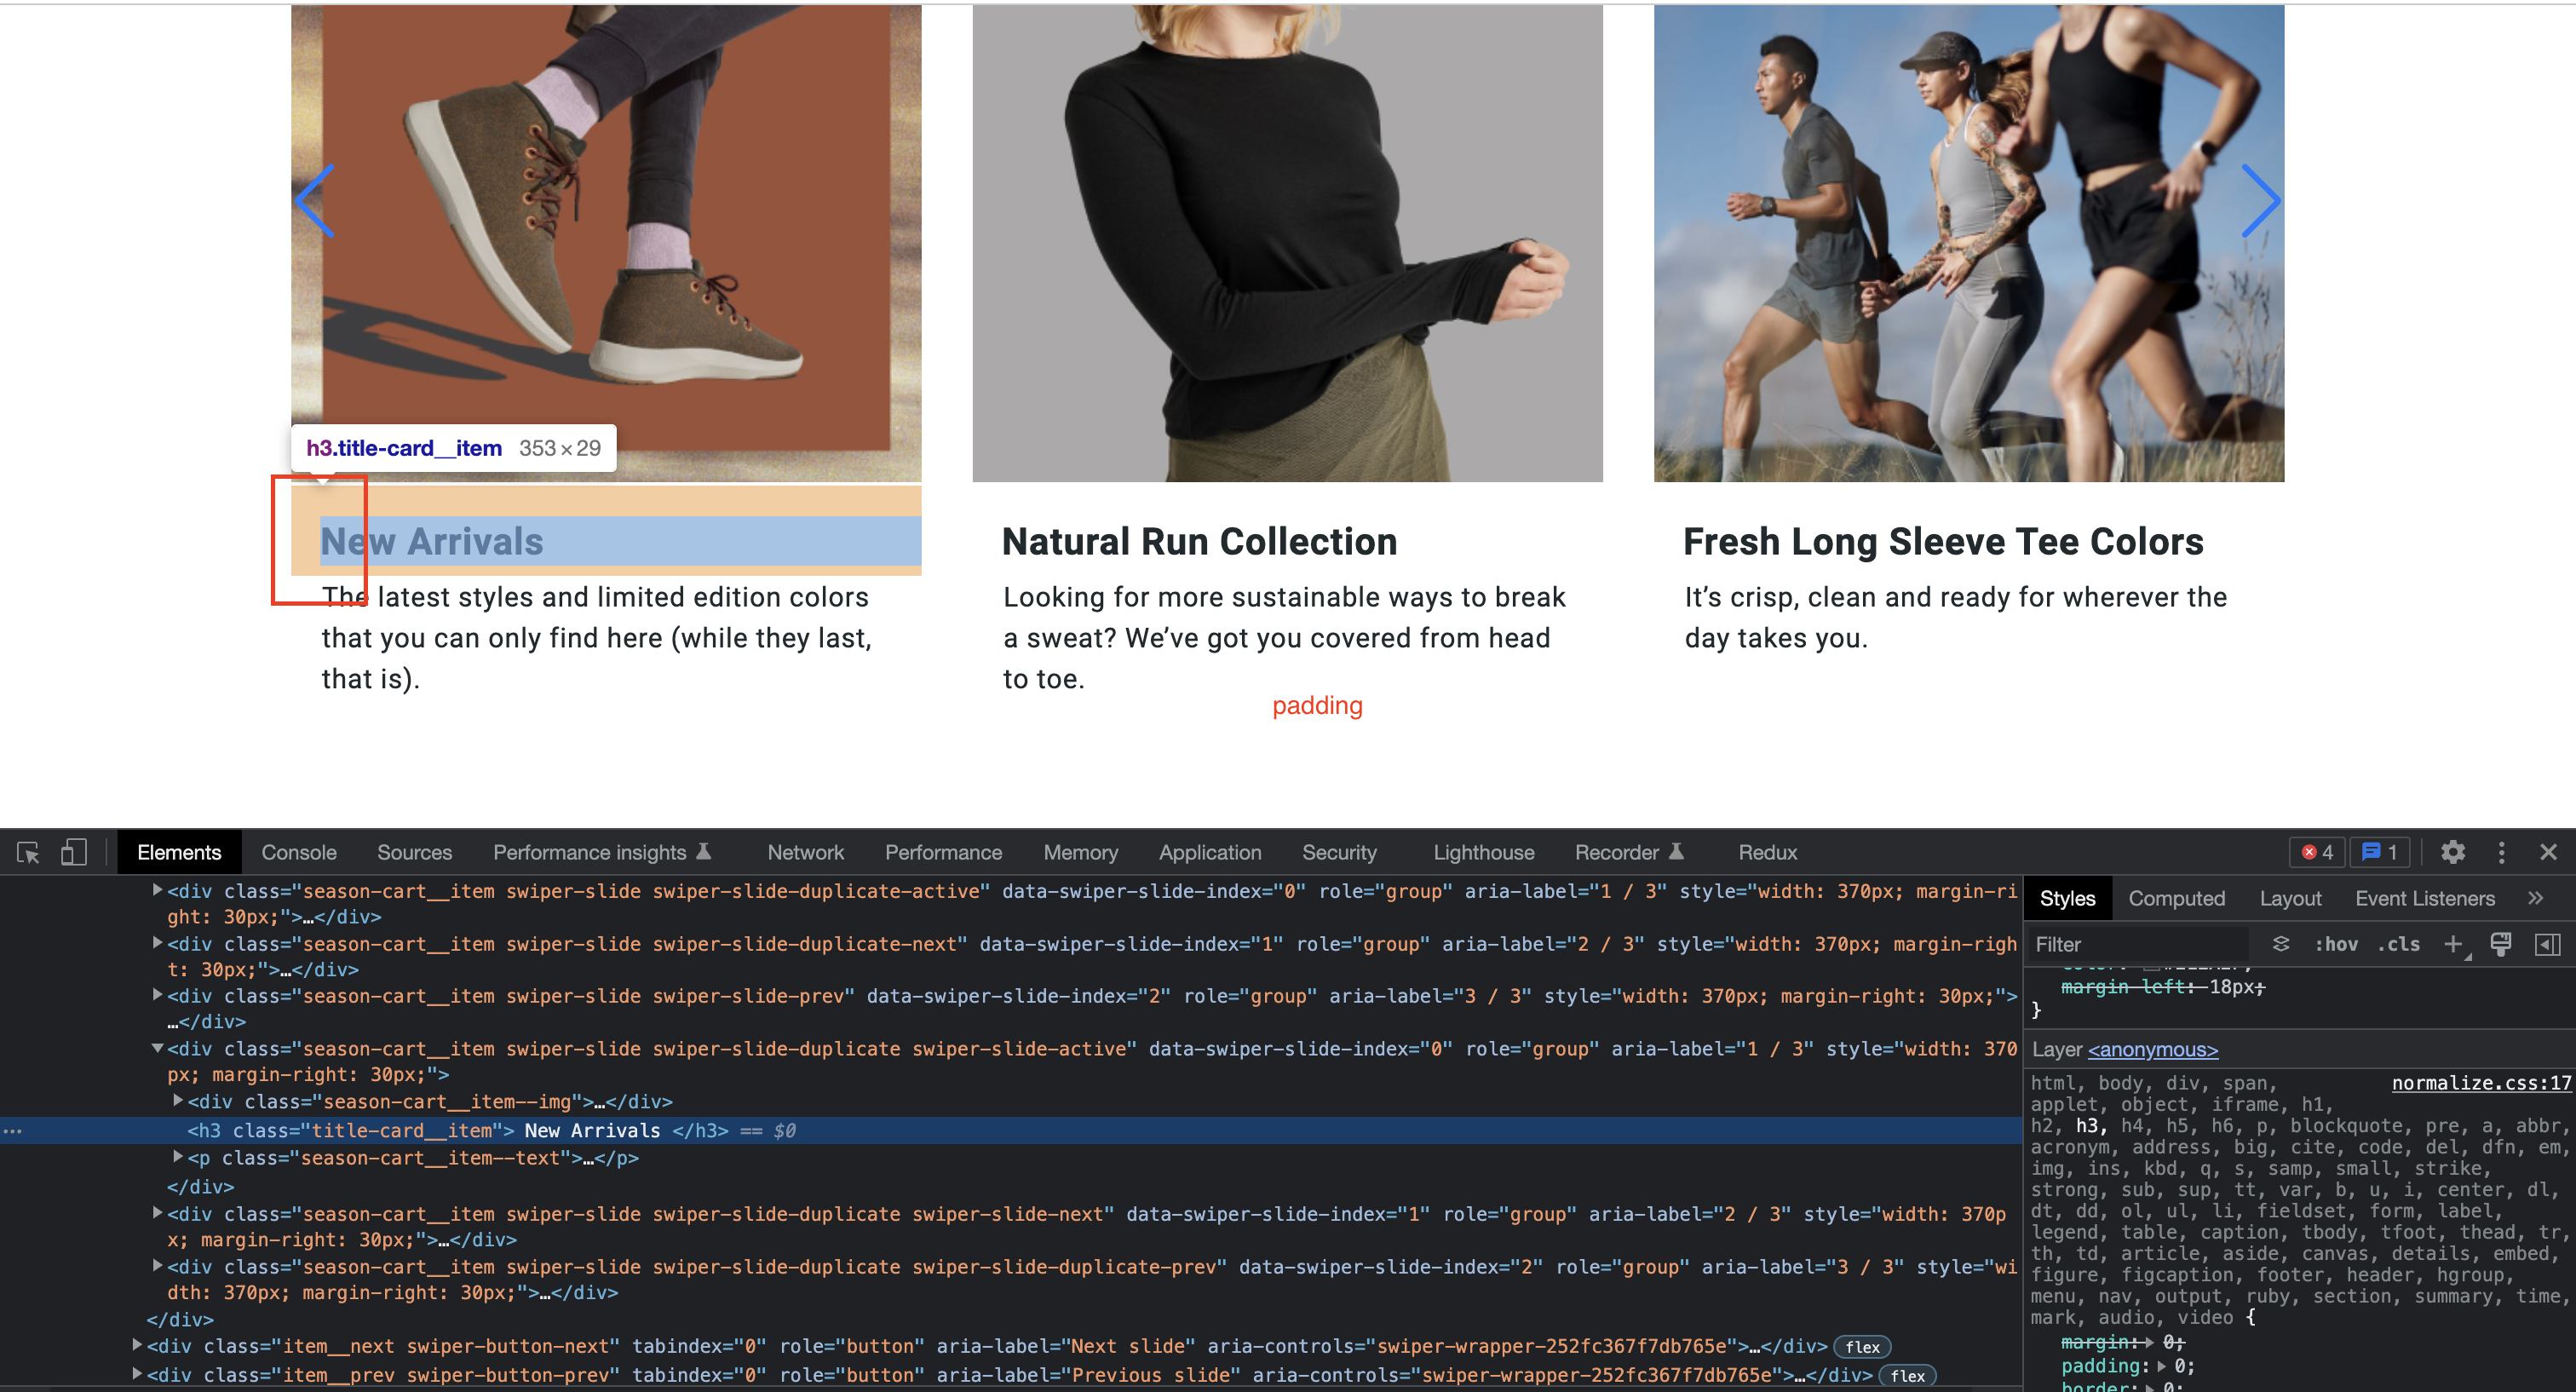 h3.title-card__item 353 × 29
New Arrivals
The latest styles and limited edition colors
that you can only find here (while they last,
that is).
Natural Run Collection
Looking for more sustainable ways to break
a sweat? We’ve got you covered from head
to toe.
Fresh Long Sleeve Tee Colors
It’s crisp, clean and ready for wherever the
day takes you.
padding
Elements Console Sources Performance insights Network Performance Memory Application Security Lighthouse Recorder Redux 4 1
<div class="season-cart__item swiper-slide swiper-slide-duplicate-active" data-swiper-slide-index="0" role="group" aria-label="1 / 3" style="width: 370px; margin-ri
ght: 30px;">…</div>
<div class="season-cart__item swiper-slide swiper-slide-duplicate-next" data-swiper-slide-index="1" role="group" aria-label="2 / 3" style="width: 370px; margin-righ
t: 30px;">…</div>
<div class="season-cart__item swiper-slide swiper-slide-prev" data-swiper-slide-index="2" role="group" aria-label="3 / 3" style="width: 370px; margin-right: 30px;">
…</div>
<div class="season-cart__item swiper-slide swiper-slide-duplicate swiper-slide-active" data-swiper-slide-index="0" role="group" aria-label="1 / 3" style="width: 370
px; margin-right: 30px;">
<div class="season-cart__item--img">…</div>
<h3 class="title-card__item"> New Arrivals </h3> == $0
<p class="season-cart__item--text">…</p>
</div>
<div class="season-cart__item swiper-slide swiper-slide-duplicate swiper-slide-next" data-swiper-slide-index="1" role="group" aria-label="2 / 3" style="width: 370p
x; margin-right: 30px;">…</div>
<div class="season-cart__item swiper-slide swiper-slide-duplicate swiper-slide-duplicate-prev" data-swiper-slide-index="2" role="group" aria-label="3 / 3" style="wi
dth: 370px; margin-right: 30px;">…</div>
</div>
<div class="item__next swiper-button-next" tabindex="0" role="button" aria-label="Next slide" aria-controls="swiper-wrapper-252fc367f7db765e">…</div> flex
<div class="item__prev swiper-button-prev" tabindex="0" role="button" aria-label="Previous slide" aria-controls="swiper-wrapper-252fc367f7db765e">…</div> flex
Styles Computed Layout Event Listeners »
Filter :hov .cls +
margin-left: 18px;
}
Layer <anonymous>
html, body, div, span, normalize.css:17
applet, object, iframe, h1,
h2, h3, h4, h5, h6, p, blockquote, pre, a, abbr,
acronym, address, big, cite, code, del, dfn, em,
img, ins, kbd, q, s, samp, small, strike,
strong, sub, sup, tt, var, b, u, i, center, dl,
dt, dd, ol, ul, li, fieldset, form, label,
legend, table, caption, tbody, tfoot, thead, tr,
th, td, article, aside, canvas, details, embed,
figure, figcaption, footer, header, hgroup,
menu, nav, output, ruby, section, summary, time,
mark, audio, video {
margin: 0;
padding: 0;
border: 0;